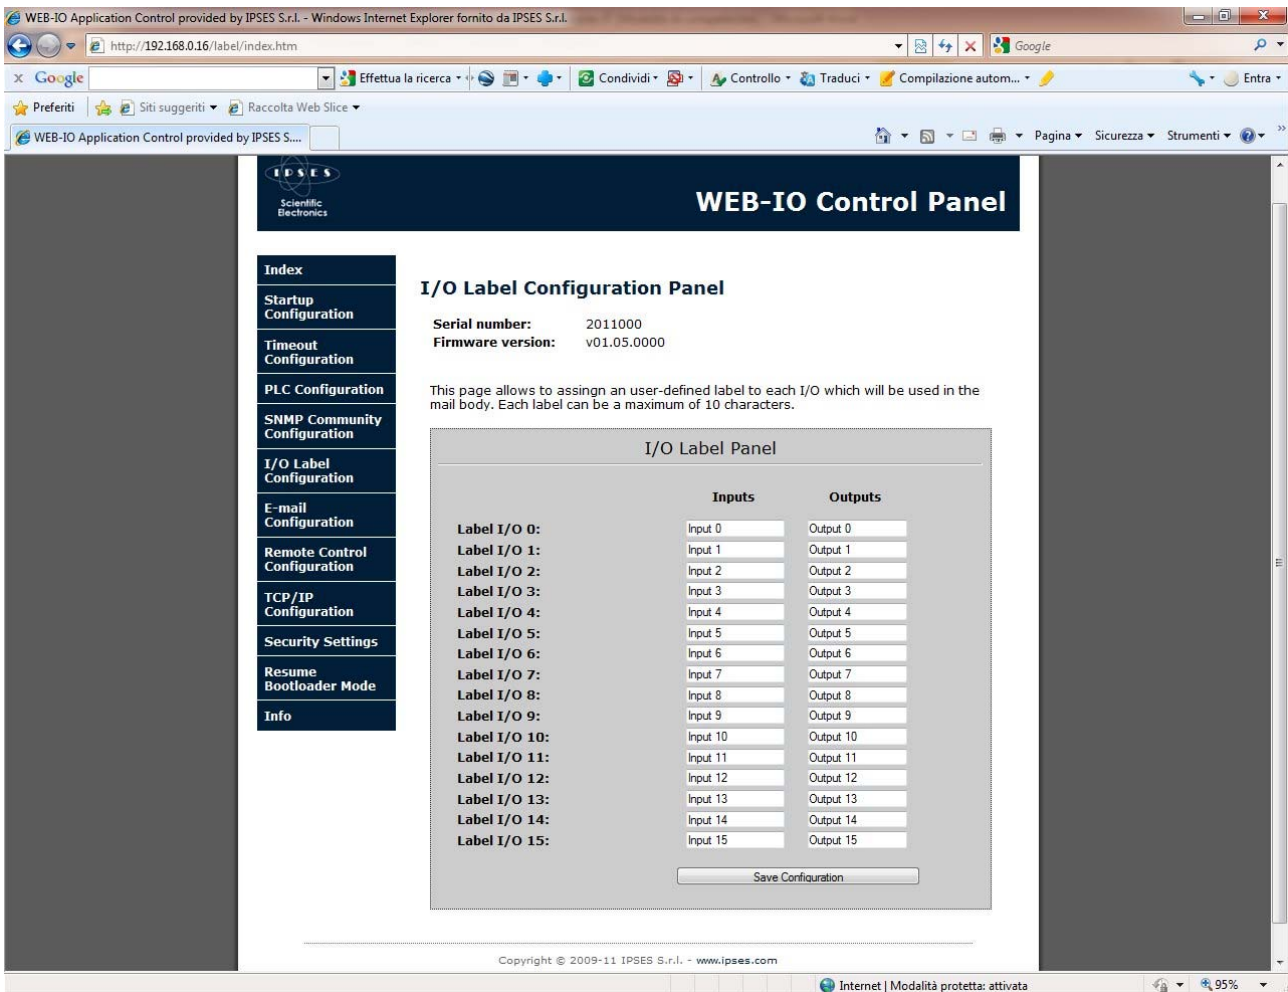 WEB-IO Application Control provided by IPSES S.r.l. - Windows Internet Explorer fornito da IPSES S.r.l.
http://192.168.0.16/label/index.htm
Google
x Google
Effettua la ricerca
Condividi
Controllo
Traduci
Compilazione autom...
Entra
Preferiti
Siti suggeriti
Raccolta Web Slice
WEB-IO Application Control provided by IPSES S....
Pagina
Sicurezza
Strumenti
IPSES
Scientific
Electronics
WEB-IO Control Panel
Index
Startup
Configuration
Timeout
Configuration
PLC Configuration
SNMP Community
Configuration
I/O Label
Configuration
E-mail
Configuration
Remote Control
Configuration
TCP/IP
Configuration
Security Settings
Resume
Bootloader Mode
Info
I/O Label Configuration Panel
Serial number: 2011000
Firmware version: v01.05.0000
This page allows to assingn an user-defined label to each I/O which will be used in the
mail body. Each label can be a maximum of 10 characters.
I/O Label Panel
Inputs Outputs
Label I/O 0: Input 0 Output 0
Label I/O 1: Input 1 Output 1
Label I/O 2: Input 2 Output 2
Label I/O 3: Input 3 Output 3
Label I/O 4: Input 4 Output 4
Label I/O 5: Input 5 Output 5
Label I/O 6: Input 6 Output 6
Label I/O 7: Input 7 Output 7
Label I/O 8: Input 8 Output 8
Label I/O 9: Input 9 Output 9
Label I/O 10: Input 10 Output 10
Label I/O 11: Input 11 Output 11
Label I/O 12: Input 12 Output 12
Label I/O 13: Input 13 Output 13
Label I/O 14: Input 14 Output 14
Label I/O 15: Input 15 Output 15
Save Configuration
Copyright © 2009-11 IPSES S.r.l. - www.ipses.com
Internet | Modalità protetta: attivata
95%